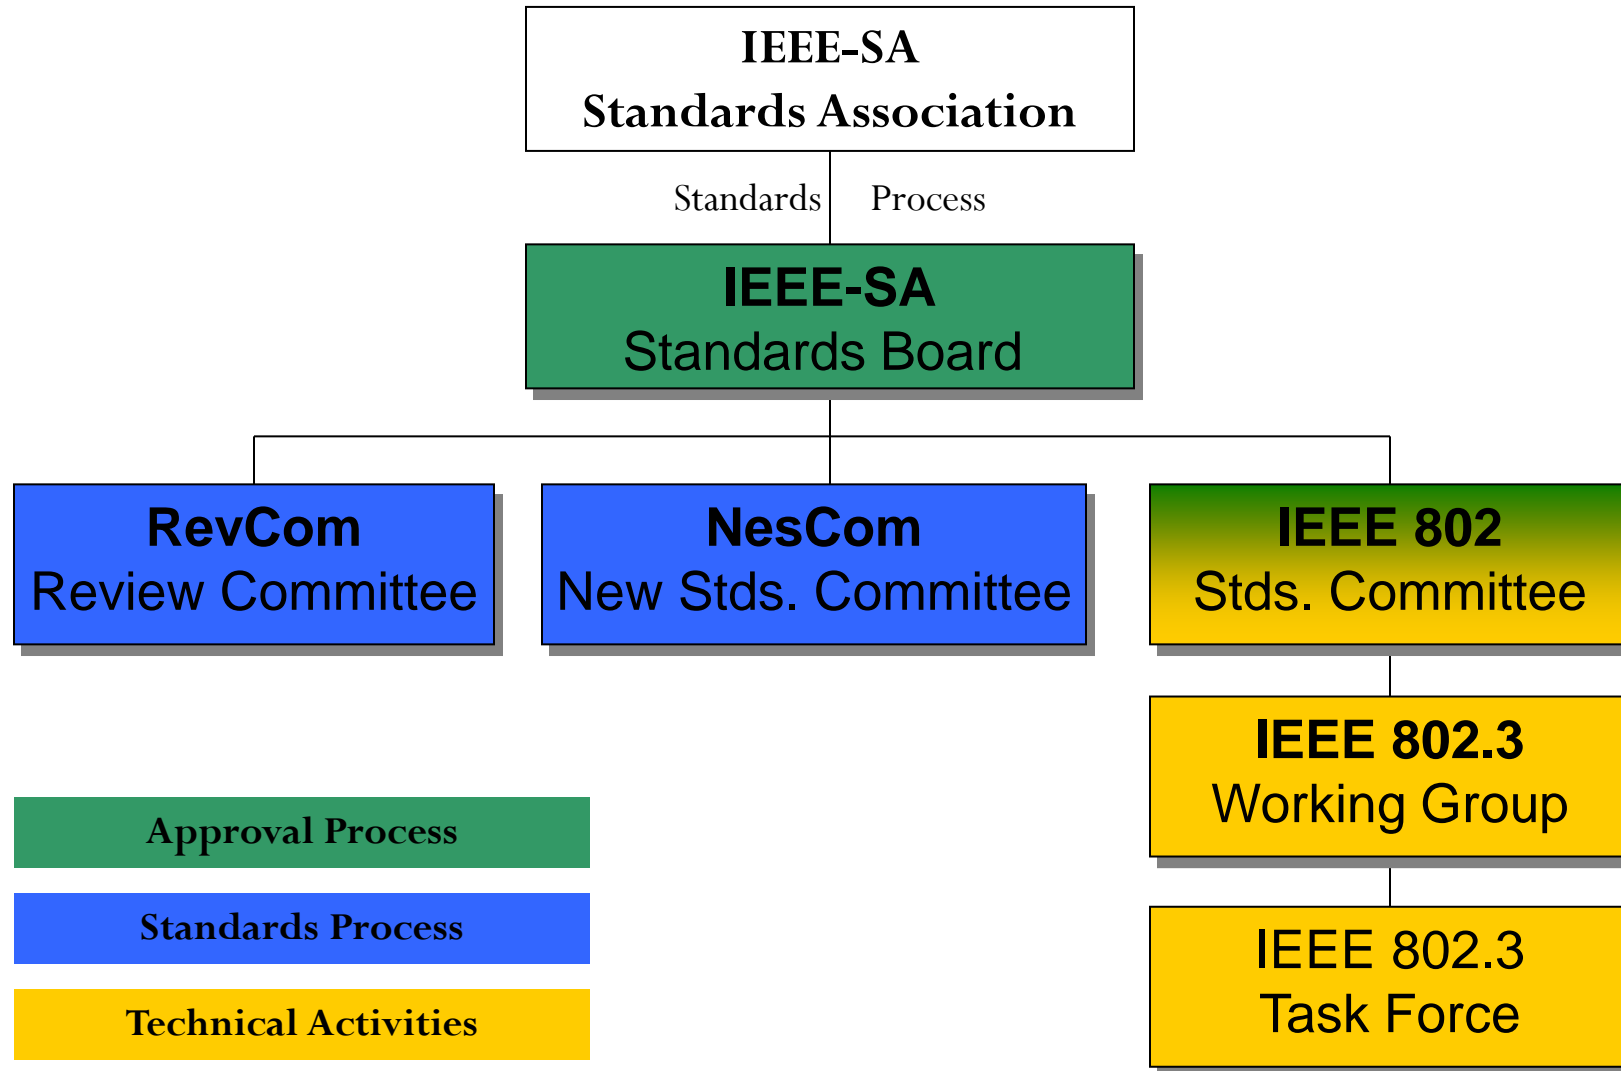 IEEE-SA
Standards Association
Standards Process
IEEE-SA
Standards Board
RevCom
Review Committee
NesCom
New Stds. Committee
IEEE 802
Stds. Committee
IEEE 802.3
Working Group
IEEE 802.3
Task Force
Approval Process
Standards Process
Technical Activities